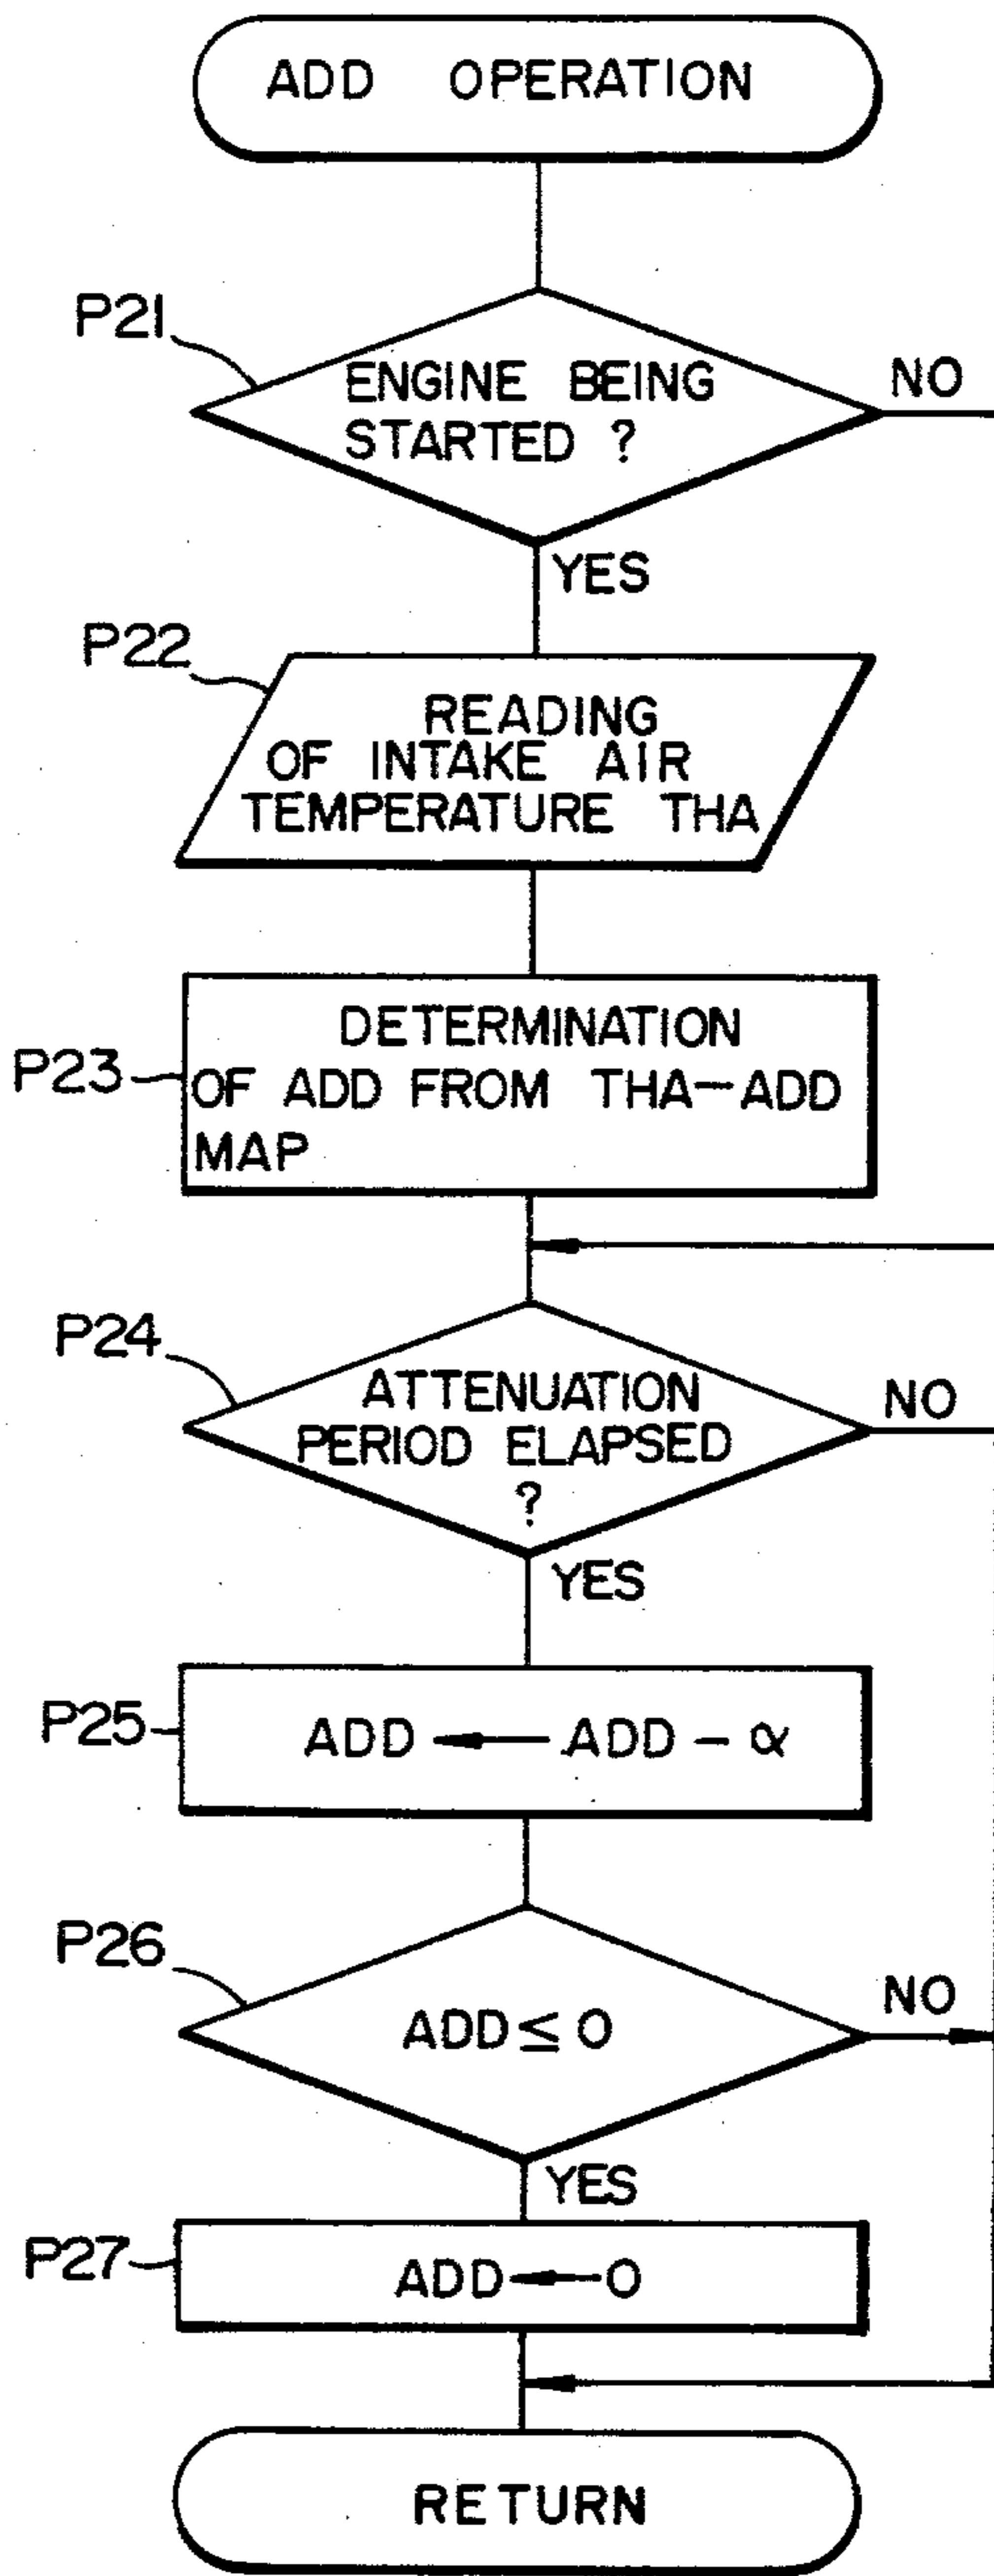 ADD OPERATION
P21
ENGINE BEING
STARTED ?
NO
YES
P22
READING
OF INTAKE AIR
TEMPERATURE THA
P23
DETERMINATION
OF ADD FROM THA-ADD
MAP
P24
ATTENUATION
PERIOD ELAPSED
?
NO
YES
P25
ADD ← ADD - α
P26
ADD ≤ 0
NO
YES
P27
ADD ← 0
RETURN